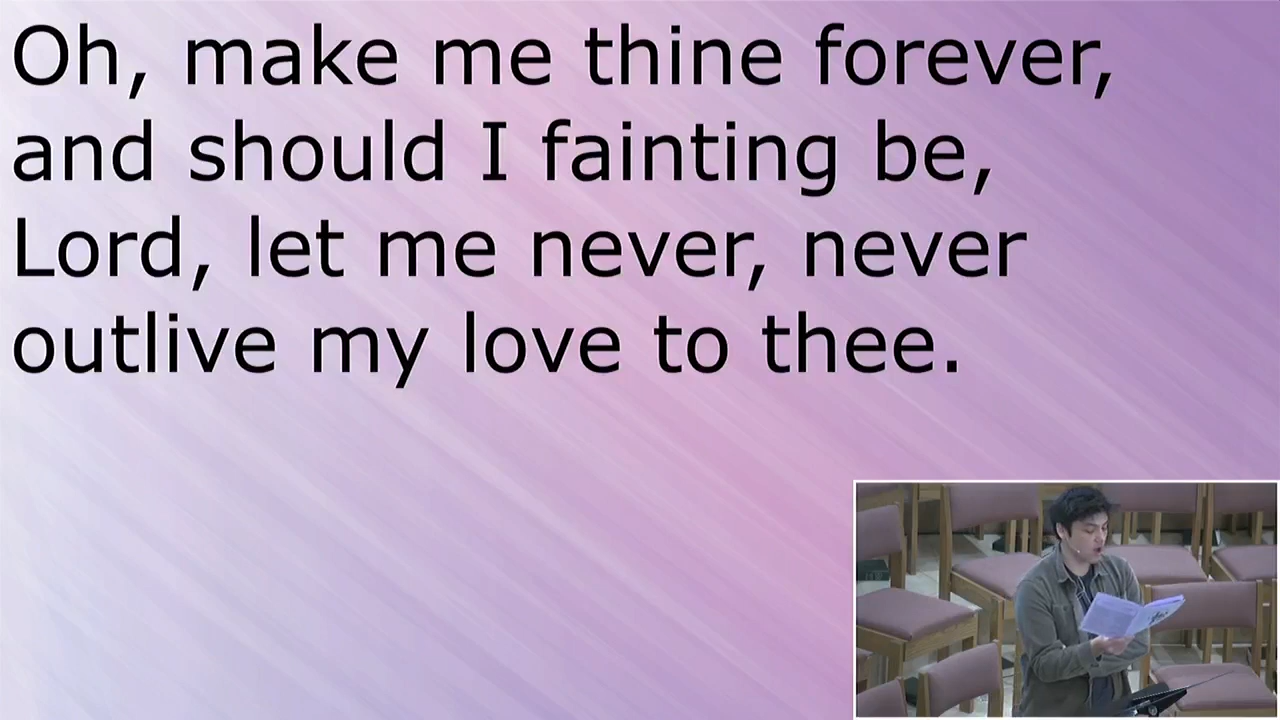 Oh, make me thine forever,
and should I fainting be,
Lord, let me never, never
outlive my love to thee.